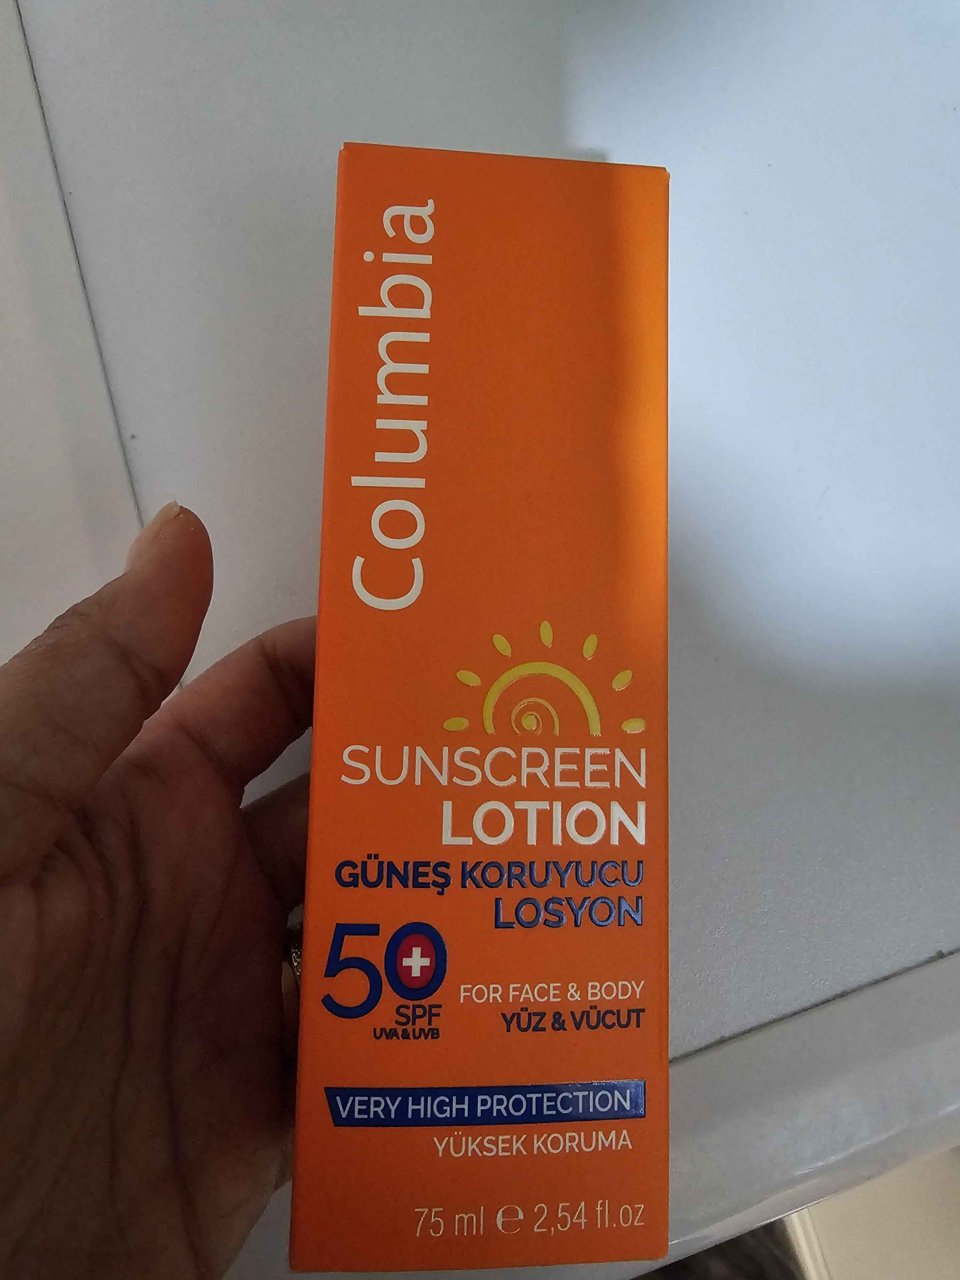 Columbia
SUNSCREEN
LOTION
GÜNEŞ KORUYUCU
LOSYON
50+
SPF
UVA & UVB
FOR FACE & BODY
YÜZ & VÜCUT
VERY HIGH PROTECTION
YÜKSEK KORUMA
75 ml ℮ 2,54 fl.oz